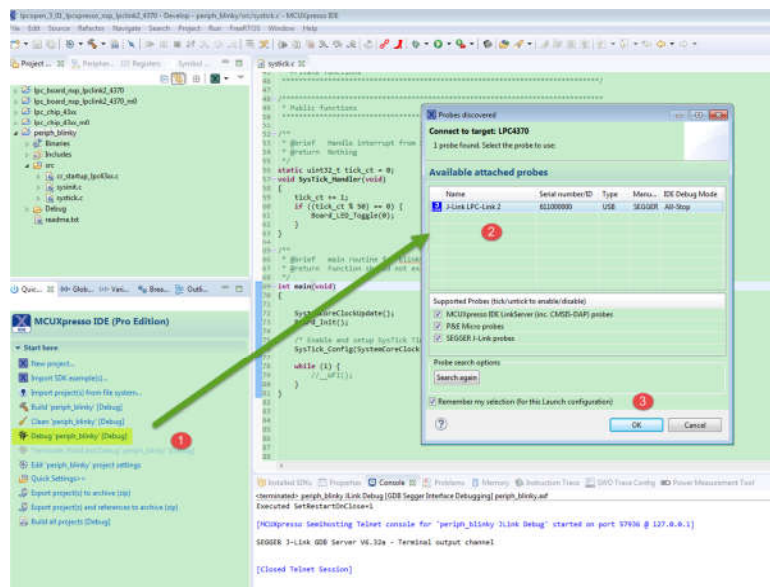 lpcopen_3_01_lpcxpresso_nxp_lpclink2_4370 - Develop - periph_blinky/src/systick.c - MCUXpresso IDE
File Edit Source Refactor Navigate Search Project Run FreeRTOS Window Help
Project ...
Peripher...
Registers
Symbol ...
systick.c
lpc_board_nxp_lpclink2_4370
lpc_board_nxp_lpclink2_4370_m0
lpc_chip_43xx
lpc_chip_43xx_m0
periph_blinky
Binaries
Includes
src
cr_startup_lpc43xx.c
sysinit.c
systick.c
Debug
readme.txt
* Public functions
/**
* @brief Handle interrupt from
* @return Nothing
*/
static uint32_t tick_ct = 0;
void SysTick_Handler(void)
{
tick_ct += 1;
if ((tick_ct % 50) == 0) {
Board_LED_Toggle(0);
}
}
/**
* @brief main routine
* @return Function should not ex
*/
int main(void)
{
SystemCoreClockUpdate();
Board_Init();
/* Enable and setup SysTick
SysTick_Config(SystemCoreClock
while (1) {
//__WFI();
}
}
Probes discovered
Connect to target: LPC4370
1 probe found. Select the probe to use:
Available attached probes
Name Serial number/ID Type Manu... IDE Debug Mode
J-Link LPC-Link 2 611000000 USB SEGGER All-Stop
2
Supported Probes (tick/untick to enable/disable)
MCUXpresso IDE LinkServer (inc. CMSIS-DAP) probes
P&E Micro probes
SEGGER J-Link probes
Probe search options
Search again
Remember my selection (for this Launch configuration)
3
OK Cancel
Quic... Glob... Vari... Brea... Outli...
MCUXpresso IDE (Pro Edition)
IDE
Start here
New project...
Import SDK example(s)...
Import project(s) from file system...
Build 'periph_blinky' [Debug]
Clean 'periph_blinky' [Debug]
Debug 'periph_blinky' [Debug]
1
Edit 'periph_blinky' project settings
Quick Settings>>
Export project(s) to archive (zip)
Export project(s) and references to archive (zip)
Build all projects [Debug]
Installed SDKs Properties Console Problems Memory Instruction Trace SWO Trace Config Power Measurement Tool
<terminated> periph_blinky JLink Debug [GDB Segger Interface Debugging] periph_blinky.axf
Executed SetRestartOnClose=1
[MCUXpresso Semihosting Telnet console for 'periph_blinky JLink Debug' started on port 57936 @ 127.0.0.1]
SEGGER J-Link GDB Server V6.32a - Terminal output channel
[Closed Telnet Session]